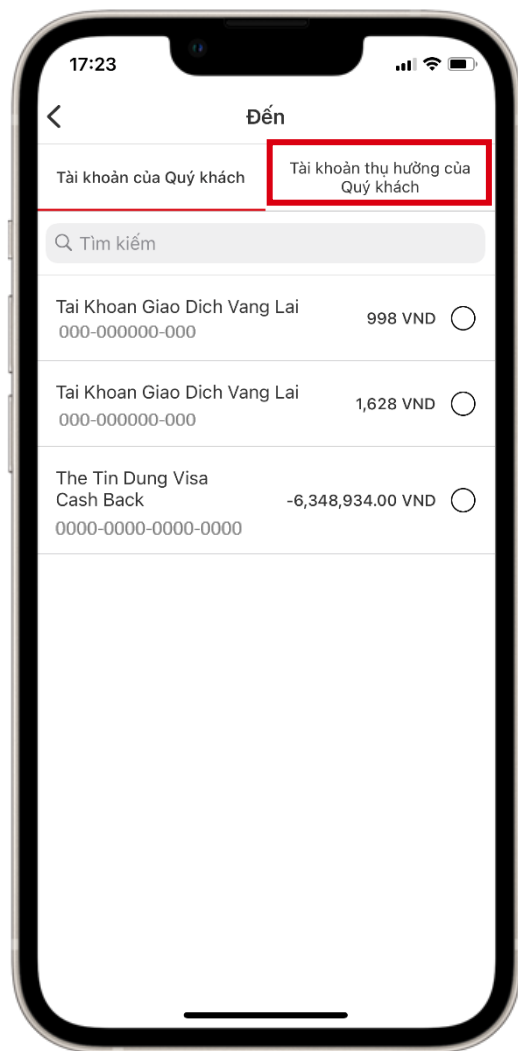 17:23
Đến
Tài khoản của Quý khách
Tài khoản thụ hưởng của
Quý khách
Tìm kiếm
Tai Khoan Giao Dich Vang Lai
998 VND
000-000000-000
Tai Khoan Giao Dich Vang Lai
1,628 VND
000-000000-000
The Tin Dung Visa
Cash Back
-6,348,934.00 VND
0000-0000-0000-0000